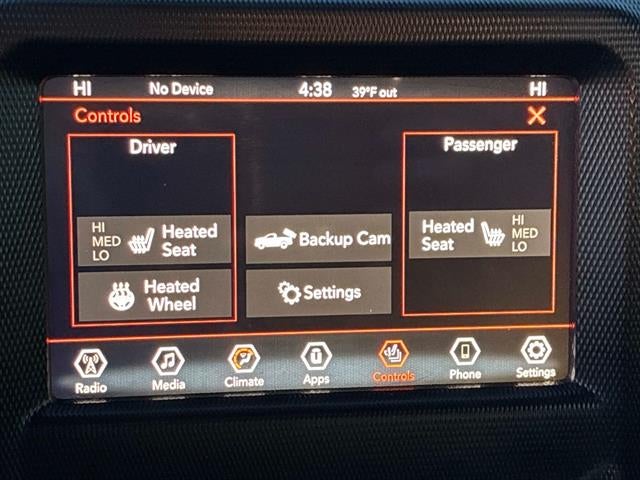 HI No Device 4:38 39°F out HI
Controls
Driver
Passenger
HI
MED
LO
Heated
Seat
Backup Cam
Heated
Seat
HI
MED
LO
Heated
Wheel
Settings
Radio Media Climate Apps Controls Phone Settings